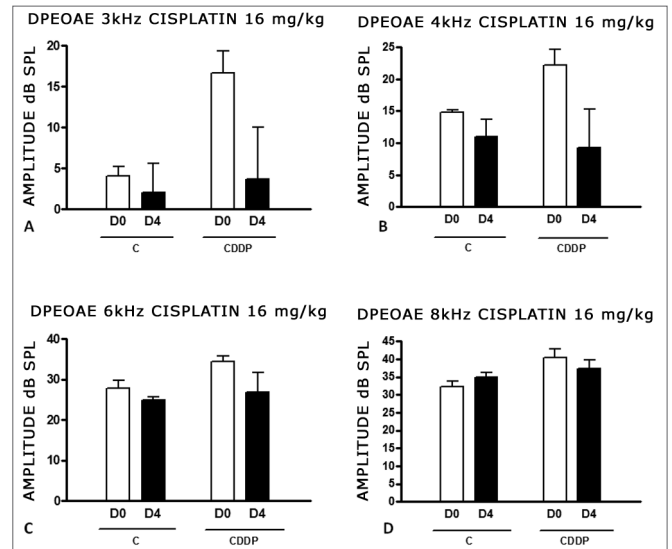 DPEOAE 3kHz CISPLATIN 16 mg/kg
AMPLITUDE dB SPL
20
15
10
5
0
D0 D4 D0 D4
C CDDP
A
DPEOAE 4kHz CISPLATIN 16 mg/kg
AMPLITUDE dB SPL
25
20
15
10
5
0
D0 D4 D0 D4
C CDDP
B
DPEOAE 6kHz CISPLATIN 16 mg/kg
AMPLITUDE dB SPL
40
30
20
10
0
D0 D4 D0 D4
C CDDP
C
DPEOAE 8kHz CISPLATIN 16 mg/kg
AMPLITUDE dB SPL
45
40
35
30
25
20
15
10
5
0
D0 D4 D0 D4
C CDDP
D